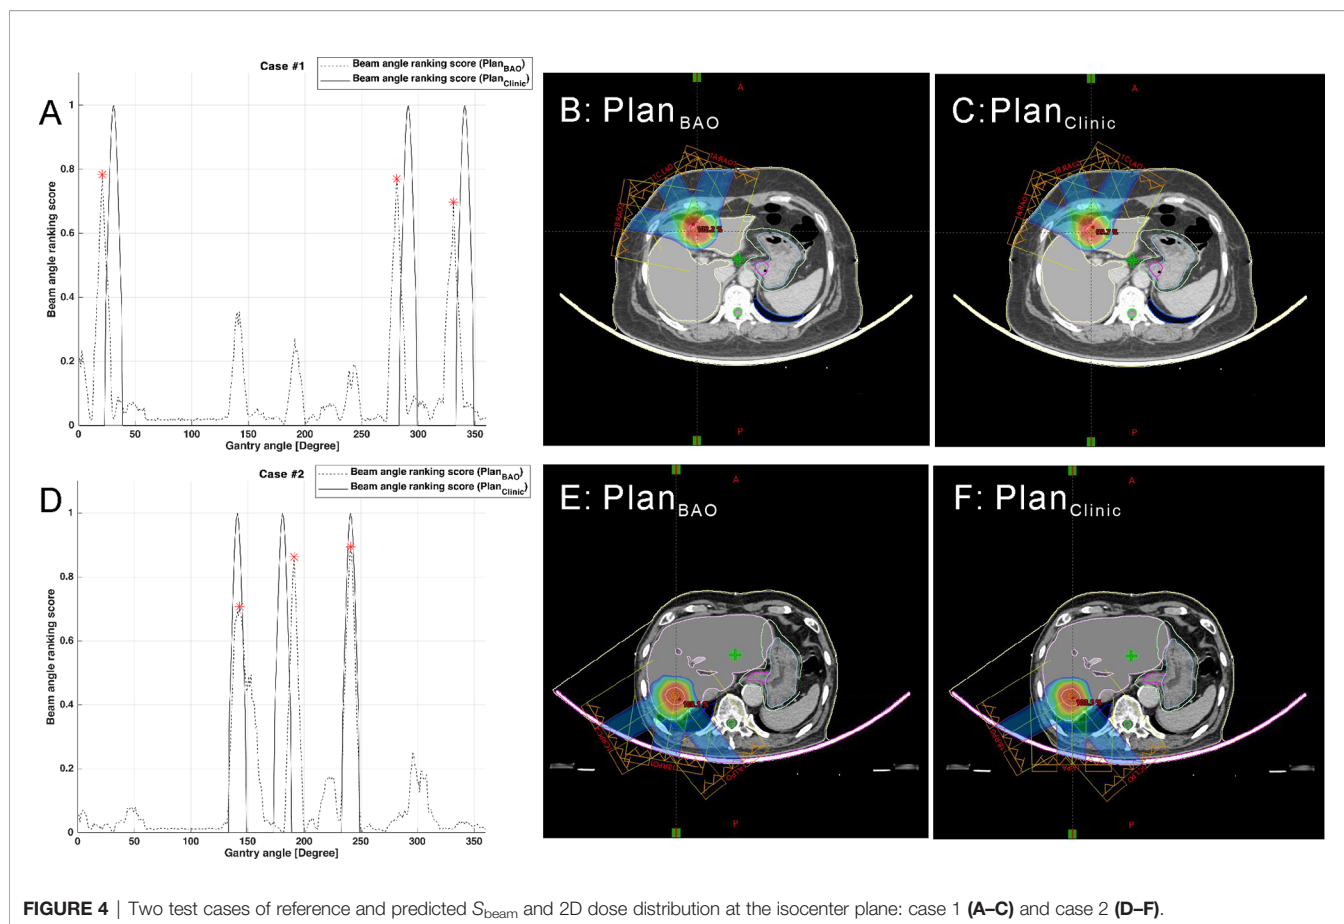 Case #1
Beam angle ranking score (PlanBAO)
Beam angle ranking score (PlanClinic)
A
Beam angle ranking score
1
0.8
0.6
0.4
0.2
0
0 50 100 150 200 250 300 350
Gantry angle [Degree]
B: PlanBAO
A
P
C:PlanClinic
A
P
Case #2
Beam angle ranking score (PlanBAO)
Beam angle ranking score (PlanClinic)
D
Beam angle ranking score
1
0.8
0.6
0.4
0.2
0
0 50 100 150 200 250 300 350
Gantry angle [Degree]
E: PlanBAO
A
P
F: PlanClinic
A
P
FIGURE 4 | Two test cases of reference and predicted Sbeam and 2D dose distribution at the isocenter plane: case 1 (A–C) and case 2 (D–F).